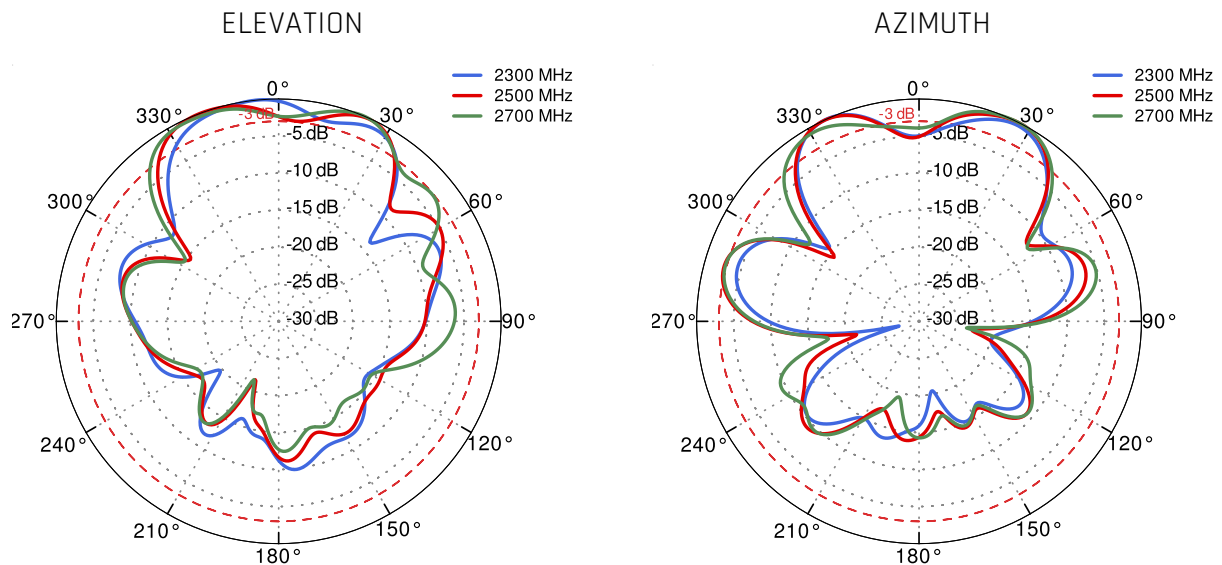 ELEVATION
2300 MHz
2500 MHz
2700 MHz
0°
330°
30°
-3 dB
-5 dB
-10 dB
300°
60°
-15 dB
-20 dB
-25 dB
270°
-30 dB
90°
240°
120°
210°
150°
180°
AZIMUTH
2300 MHz
2500 MHz
2700 MHz
0°
330°
30°
-3 dB
5 dB
-10 dB
300°
60°
-15 dB
-20 dB
-25 dB
270°
-30 dB
90°
240°
120°
210°
150°
180°